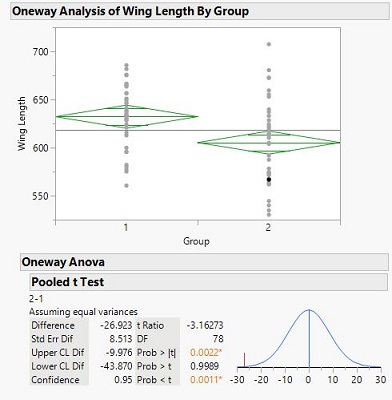 Oneway Analysis of Wing Length By Group
700
650
600
550
Wing Length
1 2
Group
Oneway Anova
Pooled t Test
2-1
Assuming equal variances
Difference -26.923 t Ratio -3.16273
Std Err Dif 8.513 DF 78
Upper CL Dif -9.976 Prob > |t| 0.0022*
Lower CL Dif -43.870 Prob > t 0.9989
Confidence 0.95 Prob < t 0.0011*
-30 -20 -10 0 10 20 30